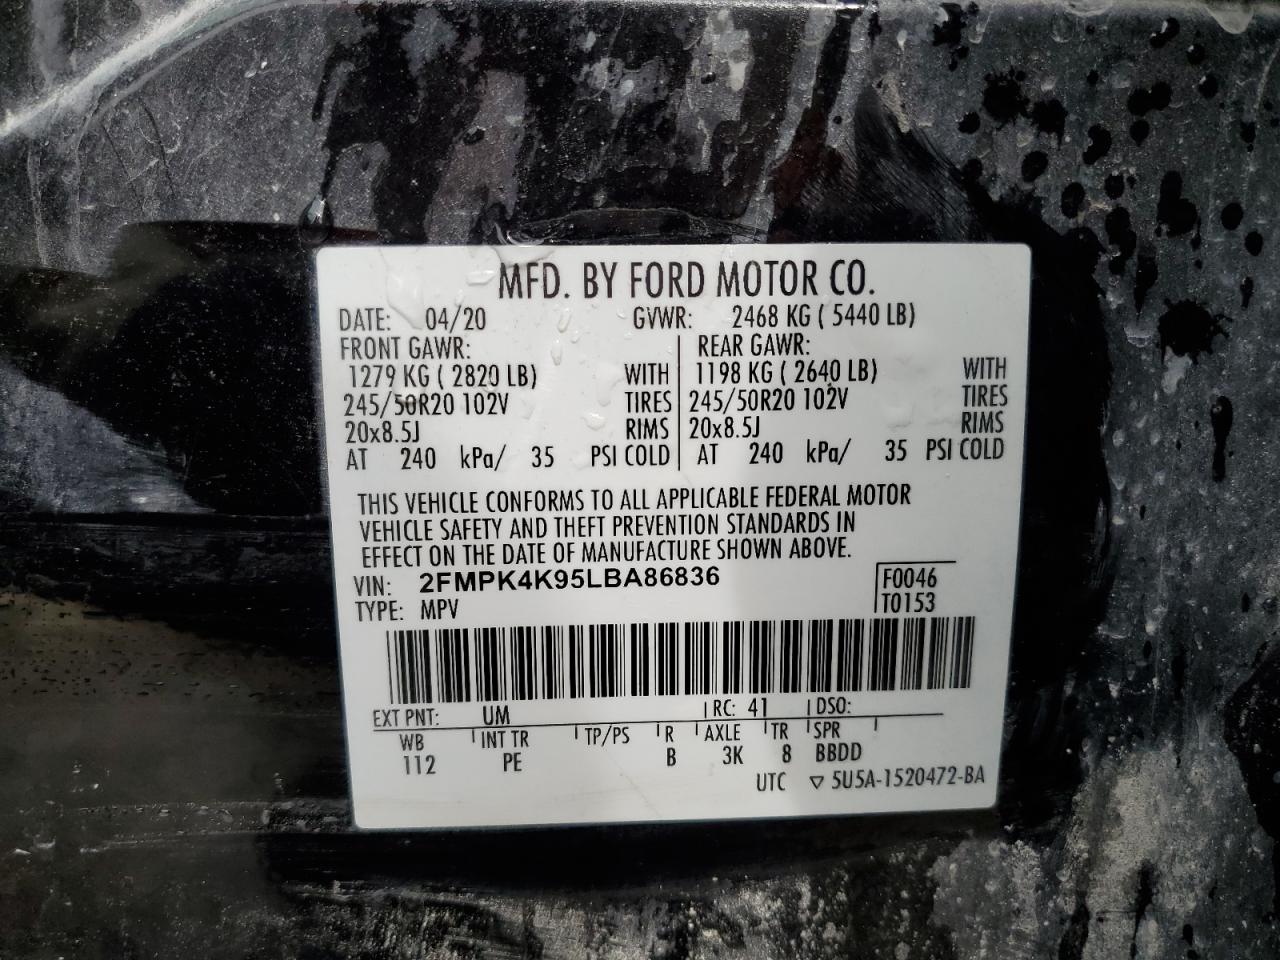 MFD. BY FORD MOTOR CO.
DATE: 04/20 GVWR: 2468 KG ( 5440 LB)
FRONT GAWR: REAR GAWR:
1279 KG ( 2820 LB) WITH 1198 KG ( 2640 LB) WITH
245/50R20 102V TIRES 245/50R20 102V TIRES
20x8.5J RIMS 20x8.5J RIMS
AT 240 kPa/ 35 PSI COLD AT 240 kPa/ 35 PSI COLD
THIS VEHICLE CONFORMS TO ALL APPLICABLE FEDERAL MOTOR
VEHICLE SAFETY AND THEFT PREVENTION STANDARDS IN
EFFECT ON THE DATE OF MANUFACTURE SHOWN ABOVE.
VIN: 2FMPK4K95LBA86836 F0046
TYPE: MPV T0153
EXT PNT: UM RC: 41 DSO:
WB INT TR TP/PS R AXLE TR SPR
112 PE B 3K 8 BBDD
UTC ▽ 5U5A-1520472-BA